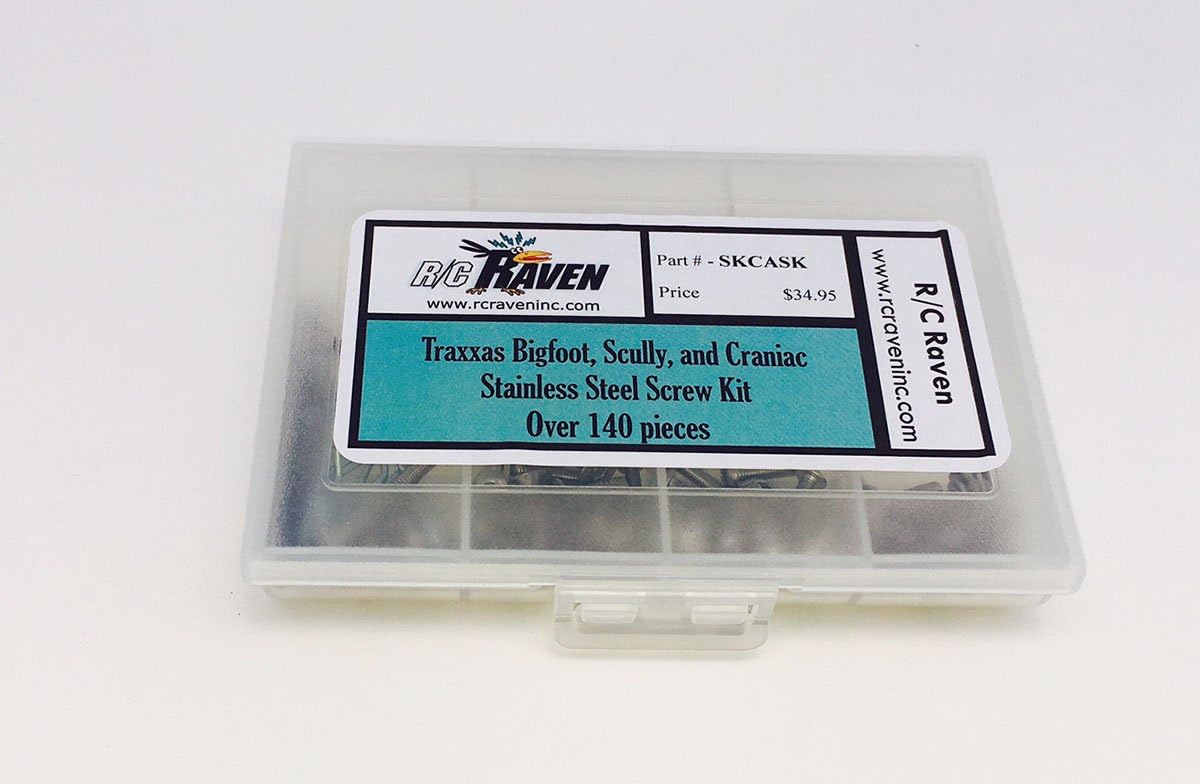 R/C RAVEN
www.rcraveninc.com
Part # - SKCASK
Price $34.95
Traxxas Bigfoot, Scully, and Craniac
Stainless Steel Screw Kit
Over 140 pieces
R/C Raven
www.rcraveninc.com